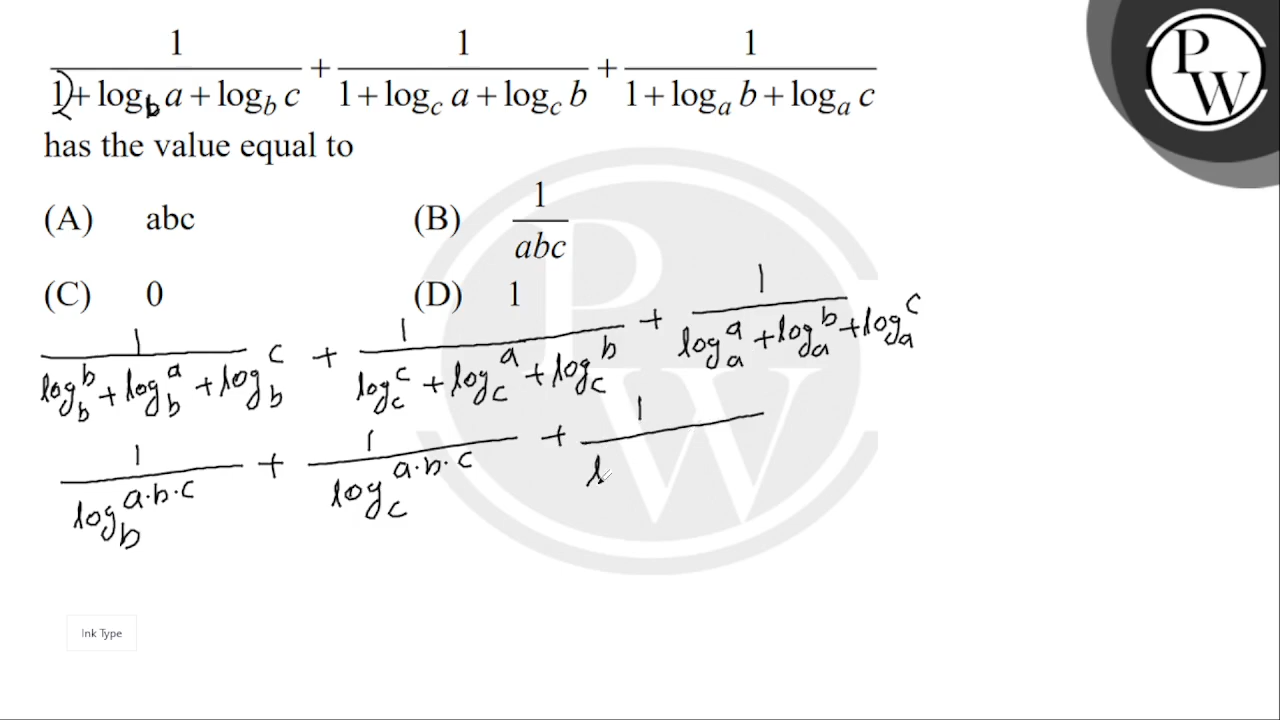 1/(1+log_b a + log_b c) + 1/(1+log_c a + log_c b) + 1/(1+log_a b + log_a c)
has the value equal to
(A) abc (B) 1/abc
(C) 0 (D) 1
1/(log_b b + log_b a + log_b c) + 1/(log_c c + log_c a + log_c b) + 1/(log_a a + log_a b + log_a c)
1/(log_b a·b·c) + 1/(log_c a·b·c) + 1/l
Ink Type
P
W
P
W